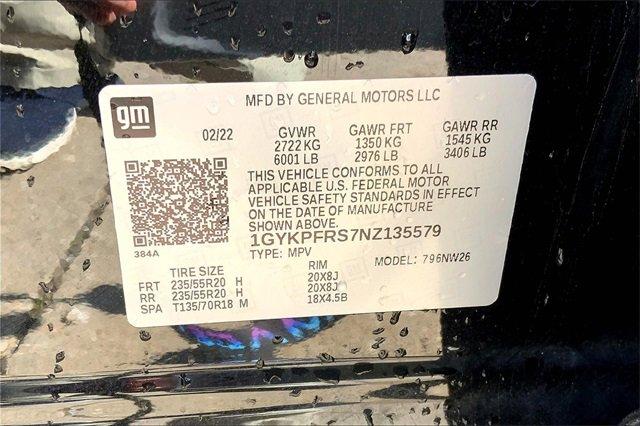 gm
MFD BY GENERAL MOTORS LLC
02/22 GVWR GAWR FRT GAWR RR
2722 KG 1350 KG 1545 KG
6001 LB 2976 LB 3406 LB
THIS VEHICLE CONFORMS TO ALL
APPLICABLE U.S. FEDERAL MOTOR
VEHICLE SAFETY STANDARDS IN EFFECT
ON THE DATE OF MANUFACTURE
SHOWN ABOVE.
1GYKPFRS7NZ135579
384A
TYPE: MPV MODEL: 796NW26
TIRE SIZE RIM
FRT 235/55R20 H 20X8J
RR 235/55R20 H 20X8J
SPA T135/70R18 M 18X4.5B